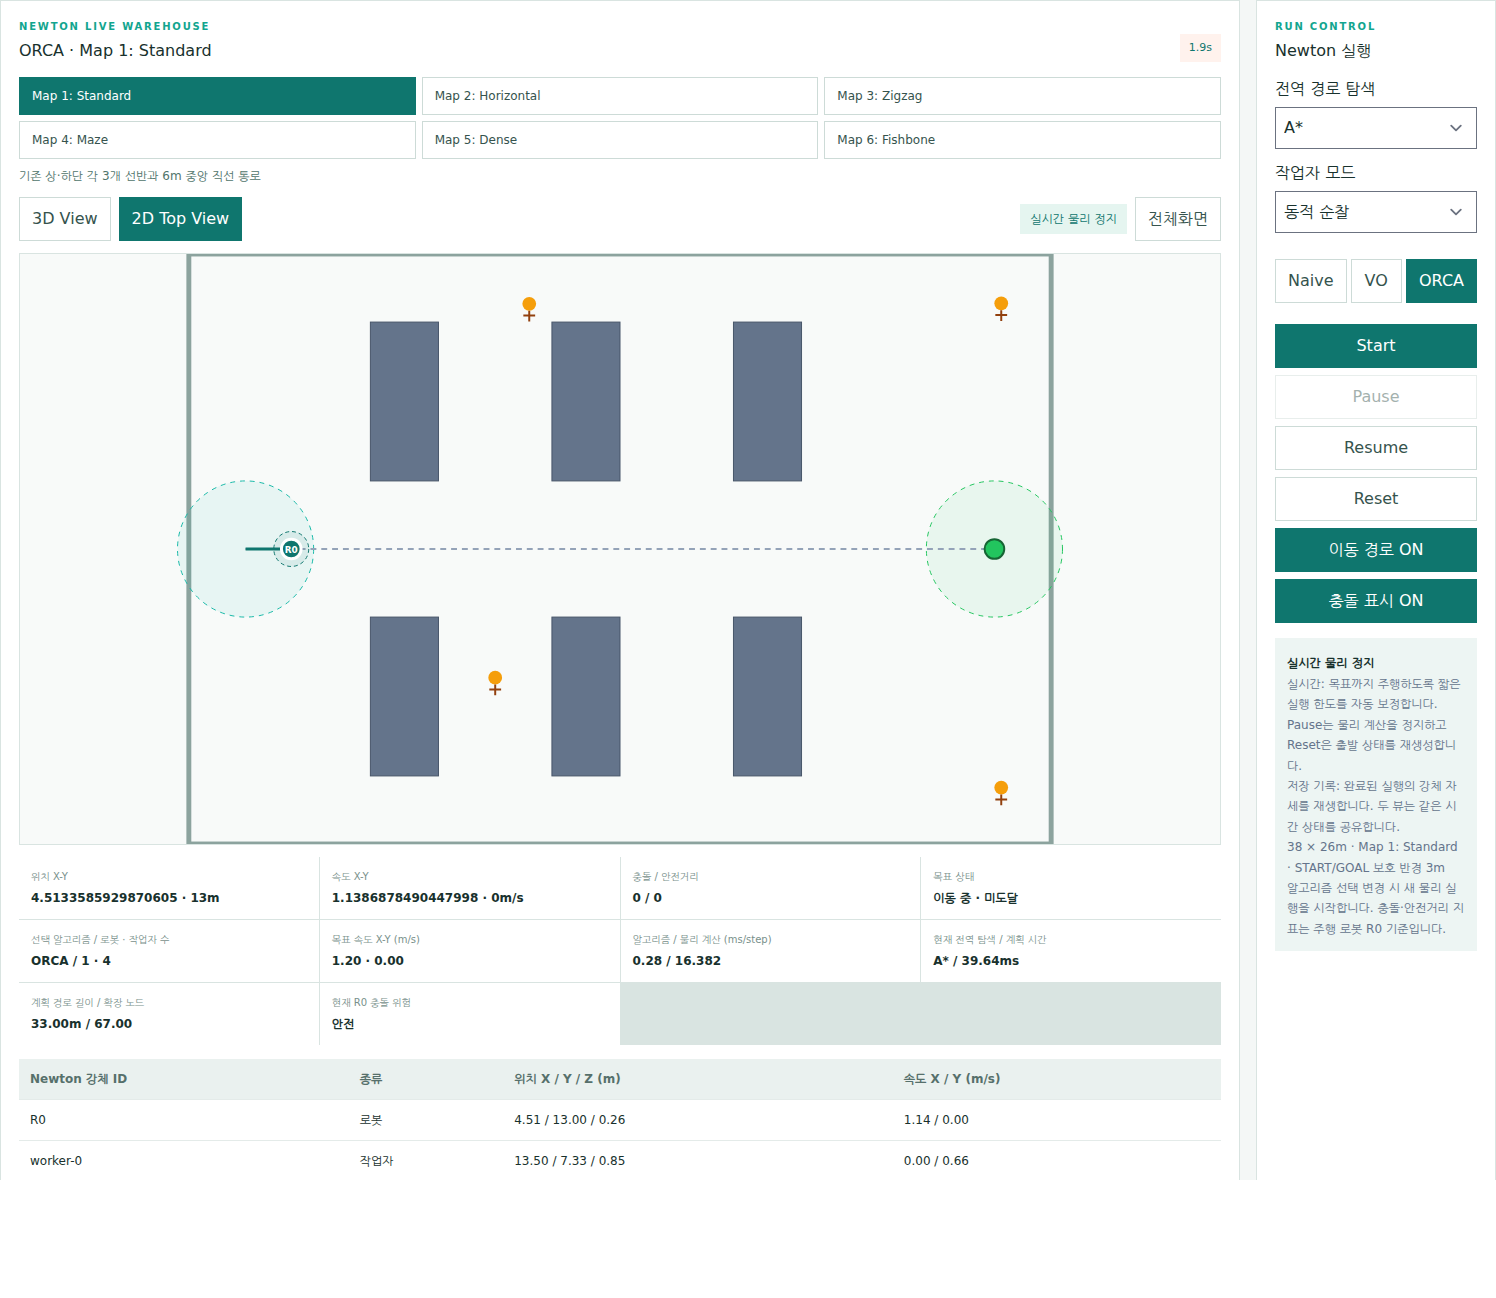 NEWTON LIVE WAREHOUSE
ORCA · Map 1: Standard
1.9s
Map 1: Standard
Map 2: Horizontal
Map 3: Zigzag
Map 4: Maze
Map 5: Dense
Map 6: Fishbone
기존 상·하단 각 3개 선반과 6m 중앙 직선 통로
3D View
2D Top View
실시간 물리 정지
전체화면
R0
위치 X-Y
4.5133585929870605 · 13m
속도 X-Y
1.1386878490447998 · 0m/s
충돌 / 안전거리
0 / 0
목표 상태
이동 중 · 미도달
선택 알고리즘 / 로봇 · 작업자 수
ORCA / 1 · 4
목표 속도 X-Y (m/s)
1.20 · 0.00
알고리즘 / 물리 계산 (ms/step)
0.28 / 16.382
현재 전역 탐색 / 계획 시간
A* / 39.64ms
계획 경로 길이 / 확장 노드
33.00m / 67.00
현재 R0 충돌 위험
안전
Newton 강체 ID
종류
위치 X / Y / Z (m)
속도 X / Y (m/s)
R0
로봇
4.51 / 13.00 / 0.26
1.14 / 0.00
worker-0
작업자
13.50 / 7.33 / 0.85
0.00 / 0.66
RUN CONTROL
Newton 실행
전역 경로 탐색
A*
작업자 모드
동적 순찰
Naive
VO
ORCA
Start
Pause
Resume
Reset
이동 경로 ON
충돌 표시 ON
실시간 물리 정지
실시간: 목표까지 주행하도록 짧은
실행 한도를 자동 보정합니다.
Pause는 물리 계산을 정지하고
Reset은 출발 상태를 재생성합니
다.
저장 기록: 완료된 실행의 강체 자
세를 재생합니다. 두 뷰는 같은 시
간 상태를 공유합니다.
38 × 26m · Map 1: Standard
· START/GOAL 보호 반경 3m
알고리즘 선택 변경 시 새 물리 실
행을 시작합니다. 충돌·안전거리 지
표는 주행 로봇 R0 기준입니다.